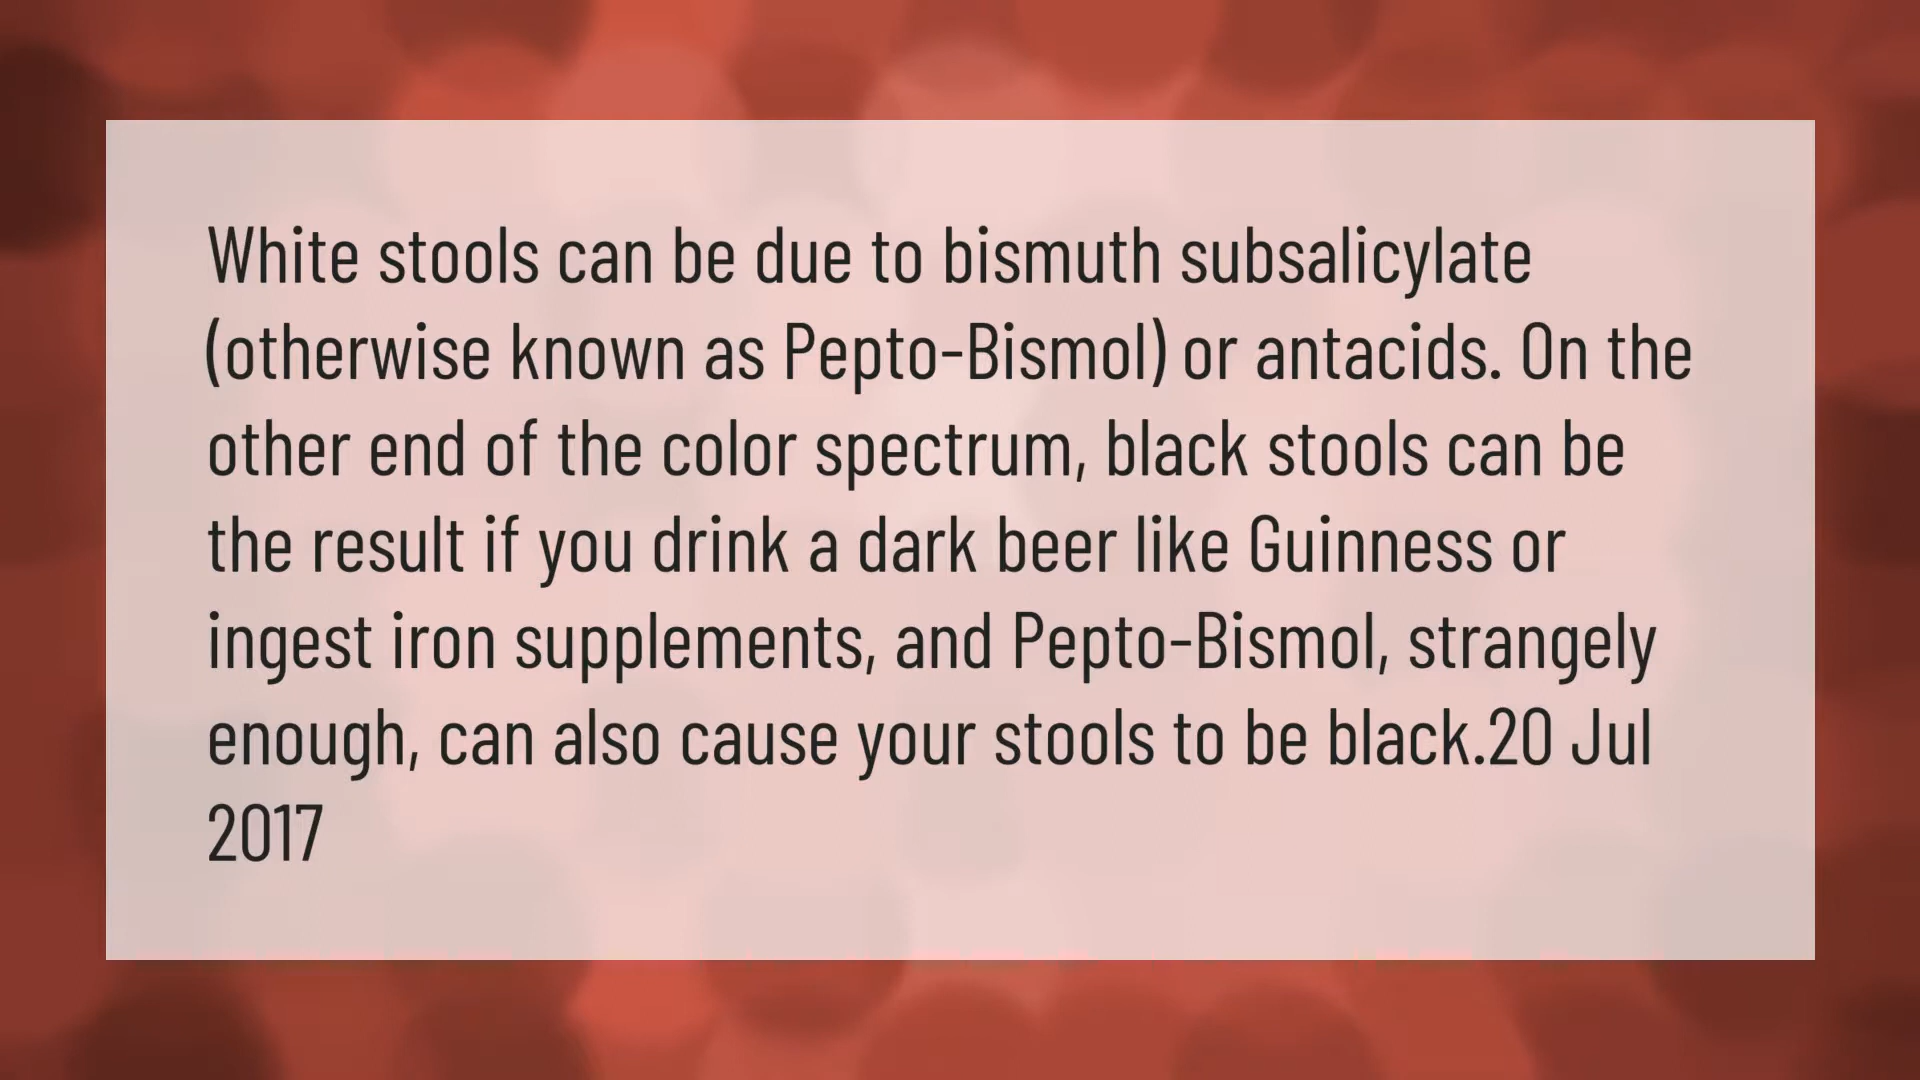 White stools can be due to bismuth subsalicylate
(otherwise known as Pepto-Bismol) or antacids. On the
other end of the color spectrum, black stools can be
the result if you drink a dark beer like Guinness or
ingest iron supplements, and Pepto-Bismol, strangely
enough, can also cause your stools to be black.20 Jul
2017